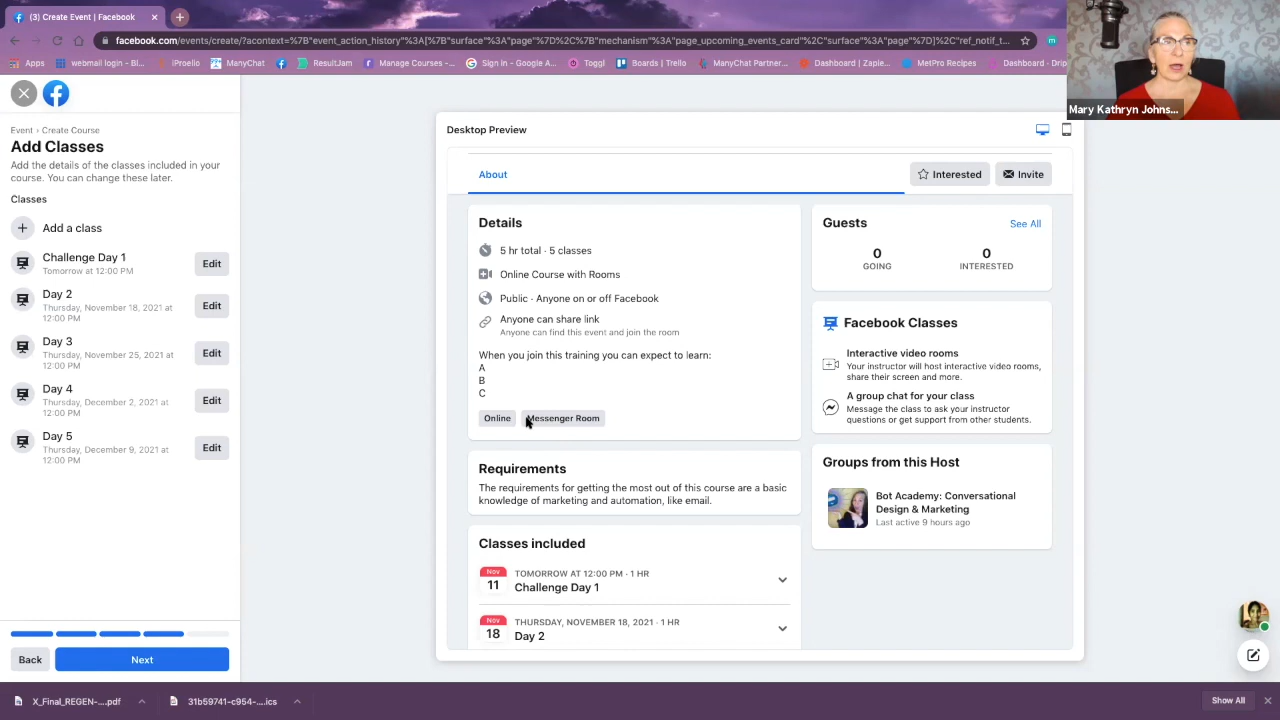 (3) Create Event | Facebook
facebook.com/events/create/?acontext=%7B"event_action_history"%3A[%7B"surface"%3A"page"%7D%2C%7B"mechanism"%3A"page_upcoming_events_card"%2C"surface"%3A"page"%7D]%2C"ref_notif_t...
Apps
webmail login - Bl...
iProelio
ManyChat
ResultJam
Manage Courses -...
Sign in - Google A...
Toggl
Boards | Trello
ManyChat Partner...
Dashboard | Zapie...
MetPro Recipes
Dashboard · Drip
Mary Kathryn Johns...
Event › Create Course
Add Classes
Add the details of the classes included in your
course. You can change these later.
Classes
Add a class
Challenge Day 1
Tomorrow at 12:00 PM
Edit
Day 2
Thursday, November 18, 2021 at
12:00 PM
Edit
Day 3
Thursday, November 25, 2021 at
12:00 PM
Edit
Day 4
Thursday, December 2, 2021 at
12:00 PM
Edit
Day 5
Thursday, December 9, 2021 at
12:00 PM
Edit
Back
Next
Desktop Preview
About
Interested
Invite
Details
5 hr total · 5 classes
Online Course with Rooms
Public · Anyone on or off Facebook
Anyone can share link
Anyone can find this event and join the room
When you join this training you can expect to learn:
A
B
C
Online
Messenger Room
Requirements
The requirements for getting the most out of this course are a basic
knowledge of marketing and automation, like email.
Classes included
Nov
11
TOMORROW AT 12:00 PM · 1 HR
Challenge Day 1
Nov
18
THURSDAY, NOVEMBER 18, 2021 · 1 HR
Day 2
Guests
See All
0
GOING
0
INTERESTED
Facebook Classes
Interactive video rooms
Your instructor will host interactive video rooms,
share their screen and more.
A group chat for your class
Message the class to ask your instructor
questions or get support from other students.
Groups from this Host
Bot Academy: Conversational
Design & Marketing
Last active 9 hours ago
X_Final_REGEN-....pdf
31b59741-c954-....ics
Show All